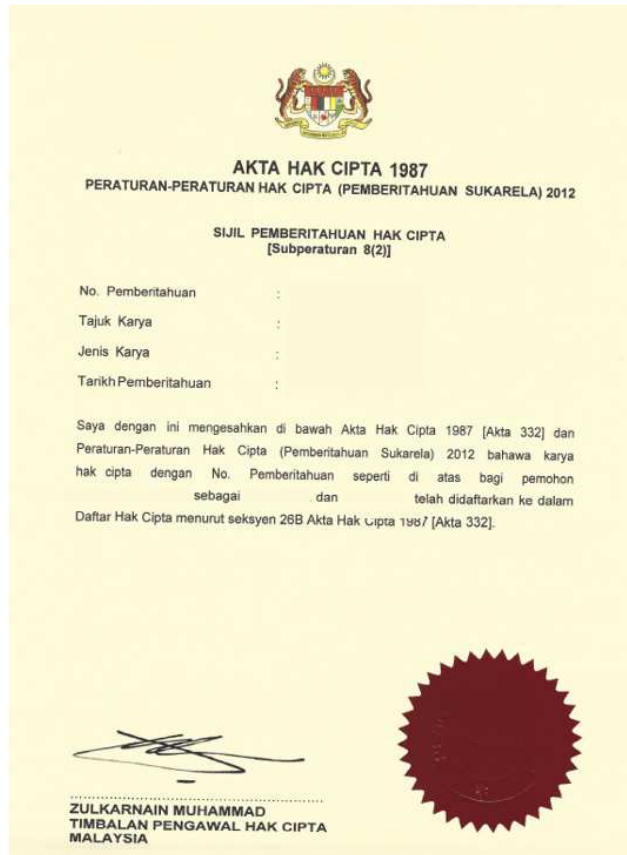 AKTA HAK CIPTA 1987
PERATURAN-PERATURAN HAK CIPTA (PEMBERITAHUAN SUKARELA) 2012
SIJIL PEMBERITAHUAN HAK CIPTA
[Subperaturan 8(2)]
No. Pemberitahuan :
Tajuk Karya :
Jenis Karya :
Tarikh Pemberitahuan :
Saya dengan ini mengesahkan di bawah Akta Hak Cipta 1987 [Akta 332] dan
Peraturan-Peraturan Hak Cipta (Pemberitahuan Sukarela) 2012 bahawa karya
hak cipta dengan No. Pemberitahuan seperti di atas bagi pemohon
sebagai dan telah didaftarkan ke dalam
Daftar Hak Cipta menurut seksyen 26B Akta Hak Cipta 1987 [Akta 332].
ZULKARNAIN MUHAMMAD
TIMBALAN PENGAWAL HAK CIPTA
MALAYSIA